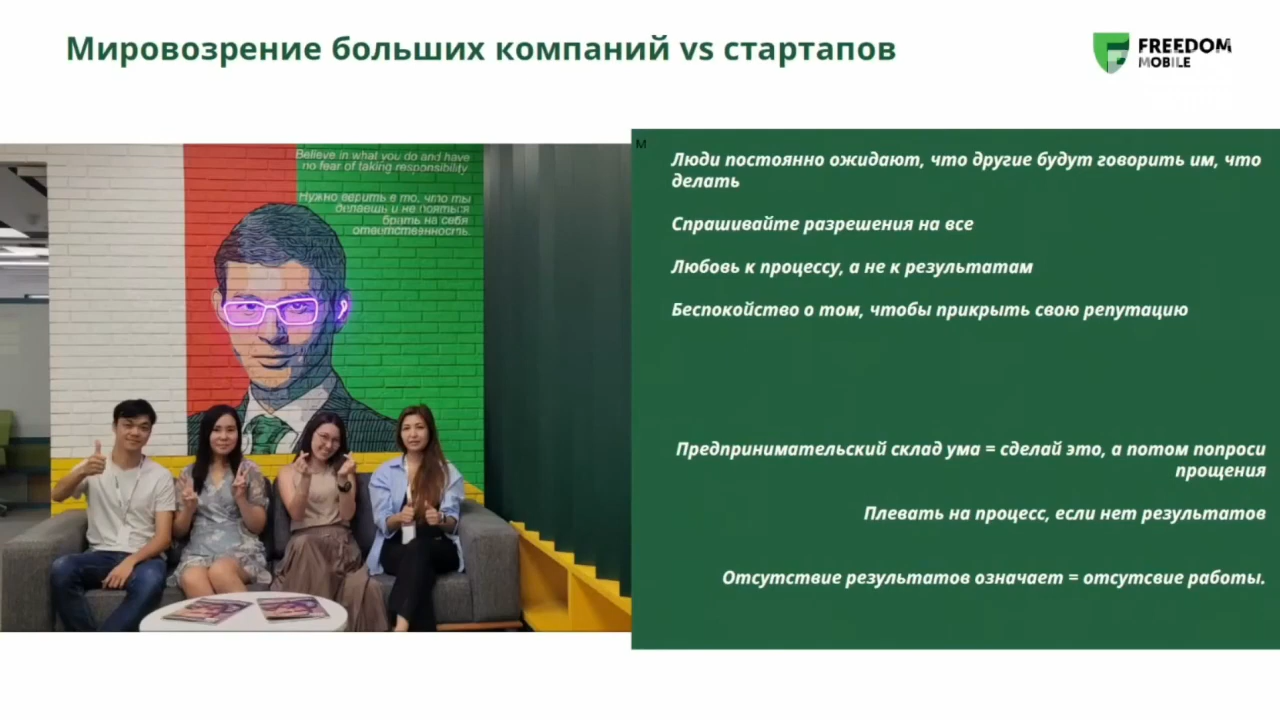 Мировозрение больших компаний vs стартапов
FREEDOM
MOBILE
Believe in what you do and have
no fear of taking responsibility
Нужно верить в то, что ты
делаешь и не бояться
брать на себя
ответственность.
м
Люди постоянно ожидают, что другие будут говорить им, что
делать
Спрашивайте разрешения на все
Любовь к процессу, а не к результатам
Беспокойство о том, чтобы прикрыть свою репутацию
Предпринимательский склад ума = сделай это, а потом попроси
прощения
Плевать на процесс, если нет результатов
Отсутствие результатов означает = отсутсвие работы.